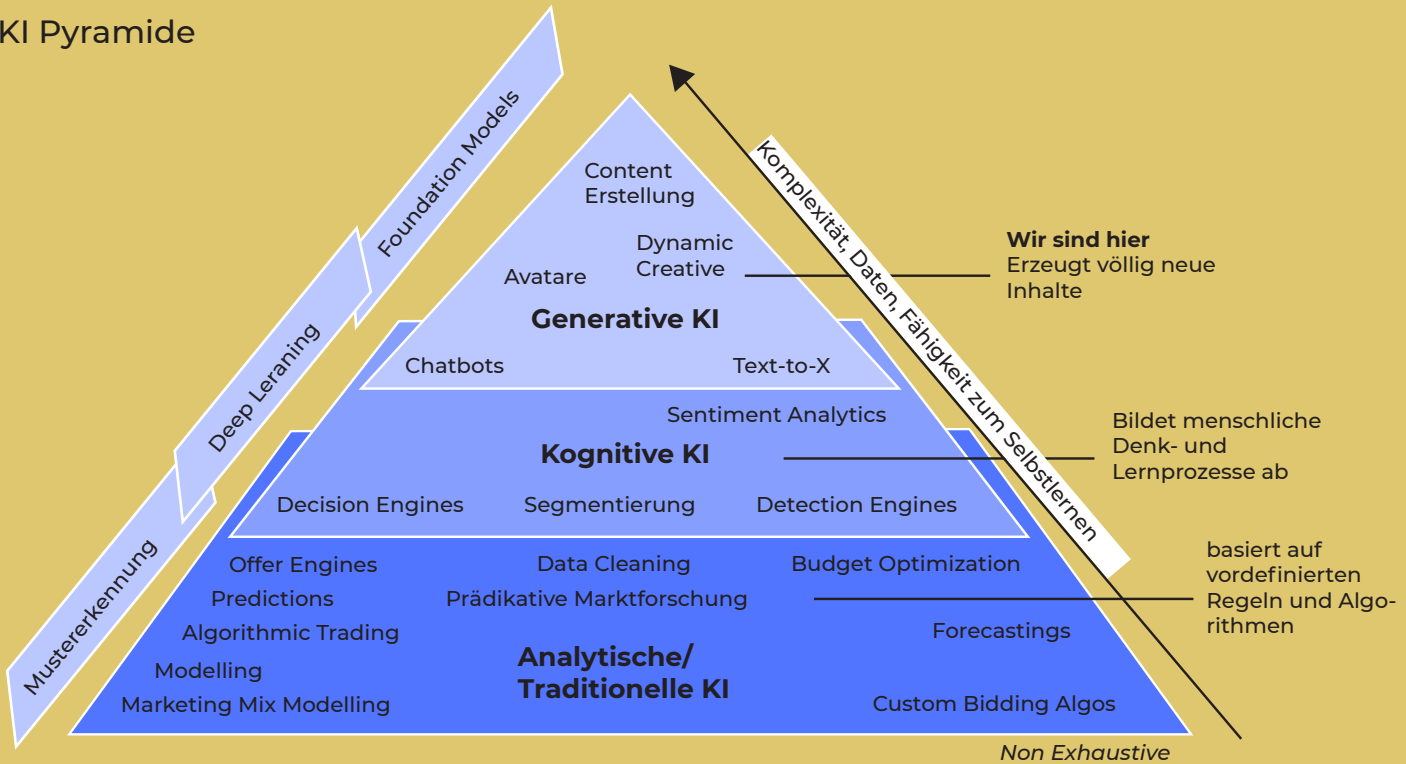 KI Pyramide
Foundation Models
Deep Leraning
Mustererkennung
Komplexität, Daten, Fähigkeit zum Selbstlernen
Content
Erstellung
Dynamic
Creative
Avatare
Generative KI
Chatbots
Text-to-X
Wir sind hier
Erzeugt völlig neue
Inhalte
Sentiment Analytics
Kognitive KI
Decision Engines
Segmentierung
Detection Engines
Bildet menschliche
Denk- und
Lernprozesse ab
Offer Engines
Data Cleaning
Budget Optimization
Predictions
Prädikative Marktforschung
Algorithmic Trading
Forecastings
Modelling
Analytische/
Traditionelle KI
Marketing Mix Modelling
Custom Bidding Algos
basiert auf
vordefinierten
Regeln und Algo-
rithmen
Non Exhaustive